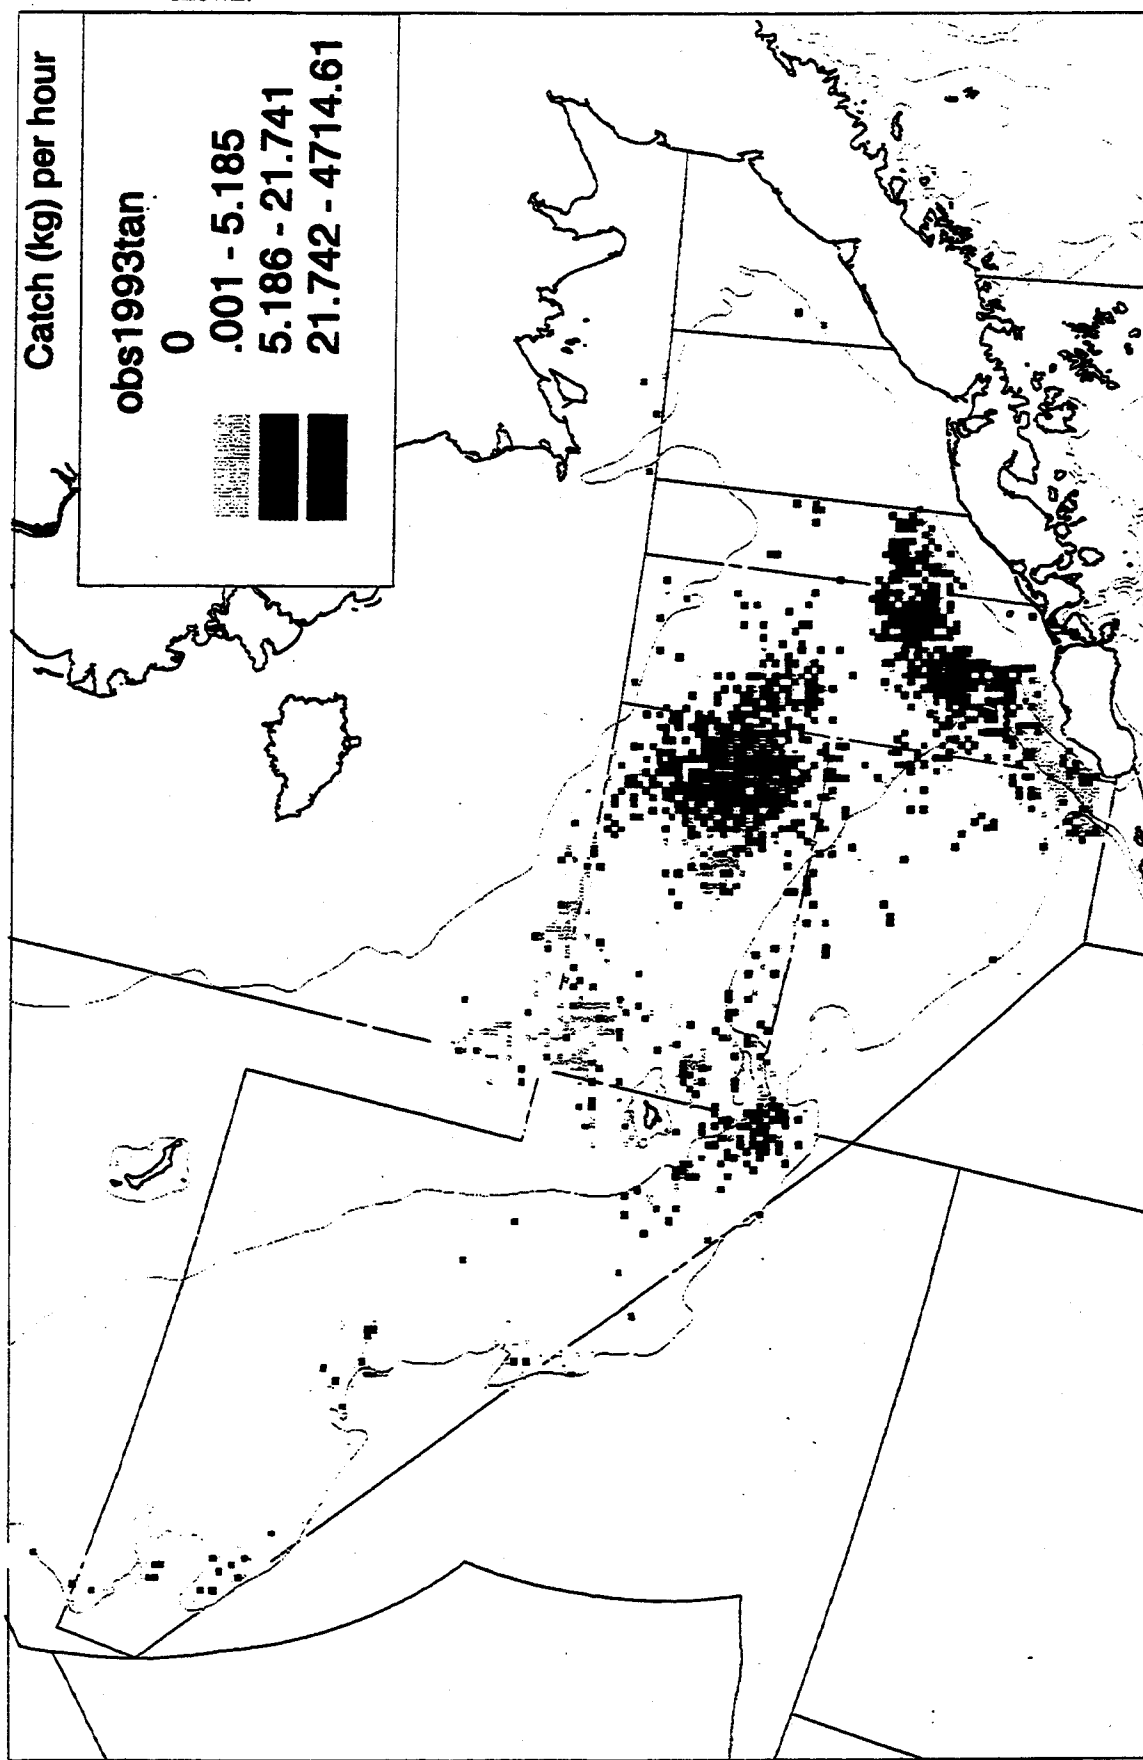 Catch (kg) per hour
obs1993tan
0
.001 - 5.185
5.186 - 21.741
21.742 - 4714.61